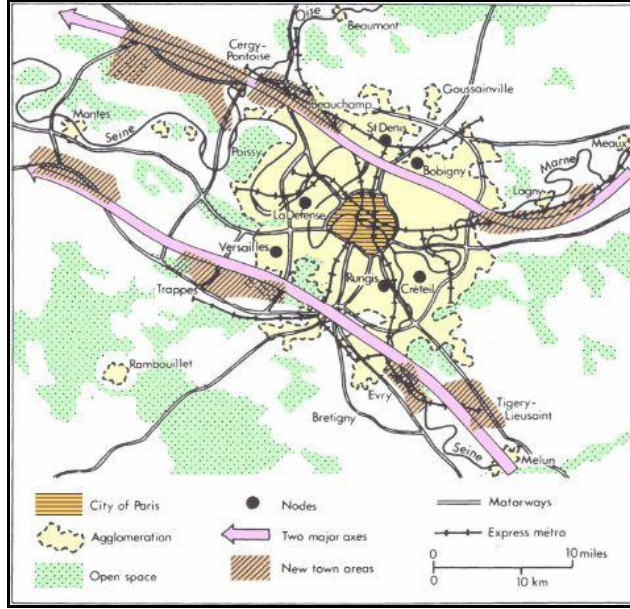 Oise
Beaumont
Cergy-
Pontoise
Goussainville
Beauchamp
St Denis
Mantes
Seine
Poissy
Bobigny
Marne
Meaux
Lagny
La Défense
Versailles
Trappes
Rungis
Créteil
Rambouillet
Evry
Tigery-
Lieusaint
Bretigny
Seine
Melun
City of Paris
Nodes
Motorways
Agglomeration
Two major axes
Express métro
Open space
New town areas
0 10 miles
0 10 km